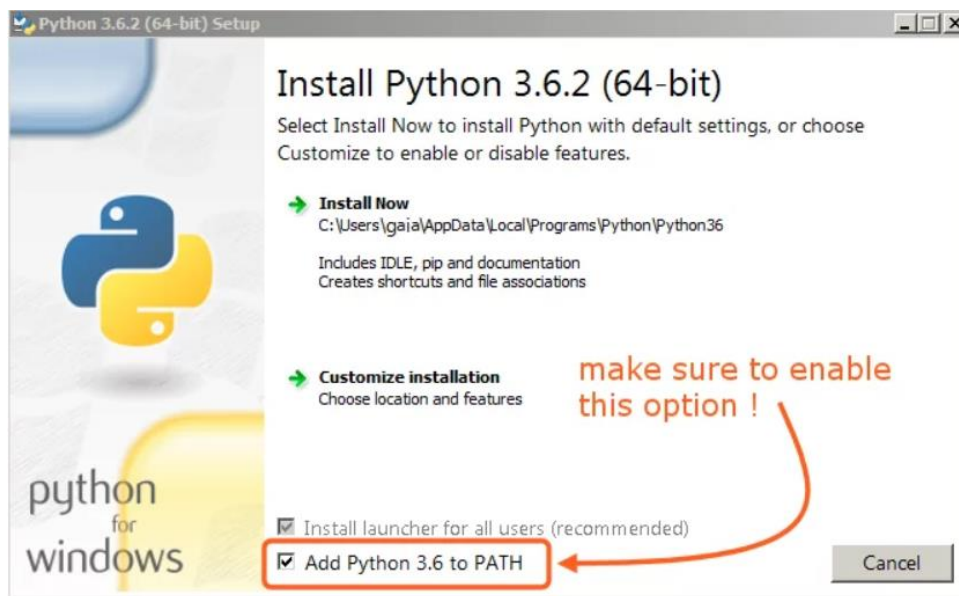 Python 3.6.2 (64-bit) Setup
Install Python 3.6.2 (64-bit)
Select Install Now to install Python with default settings, or choose
Customize to enable or disable features.
Install Now
C:\Users\gaia\AppData\Local\Programs\Python\Python36
Includes IDLE, pip and documentation
Creates shortcuts and file associations
Customize installation
Choose location and features
make sure to enable
this option !
python
for
windows
Install launcher for all users (recommended)
Add Python 3.6 to PATH
Cancel